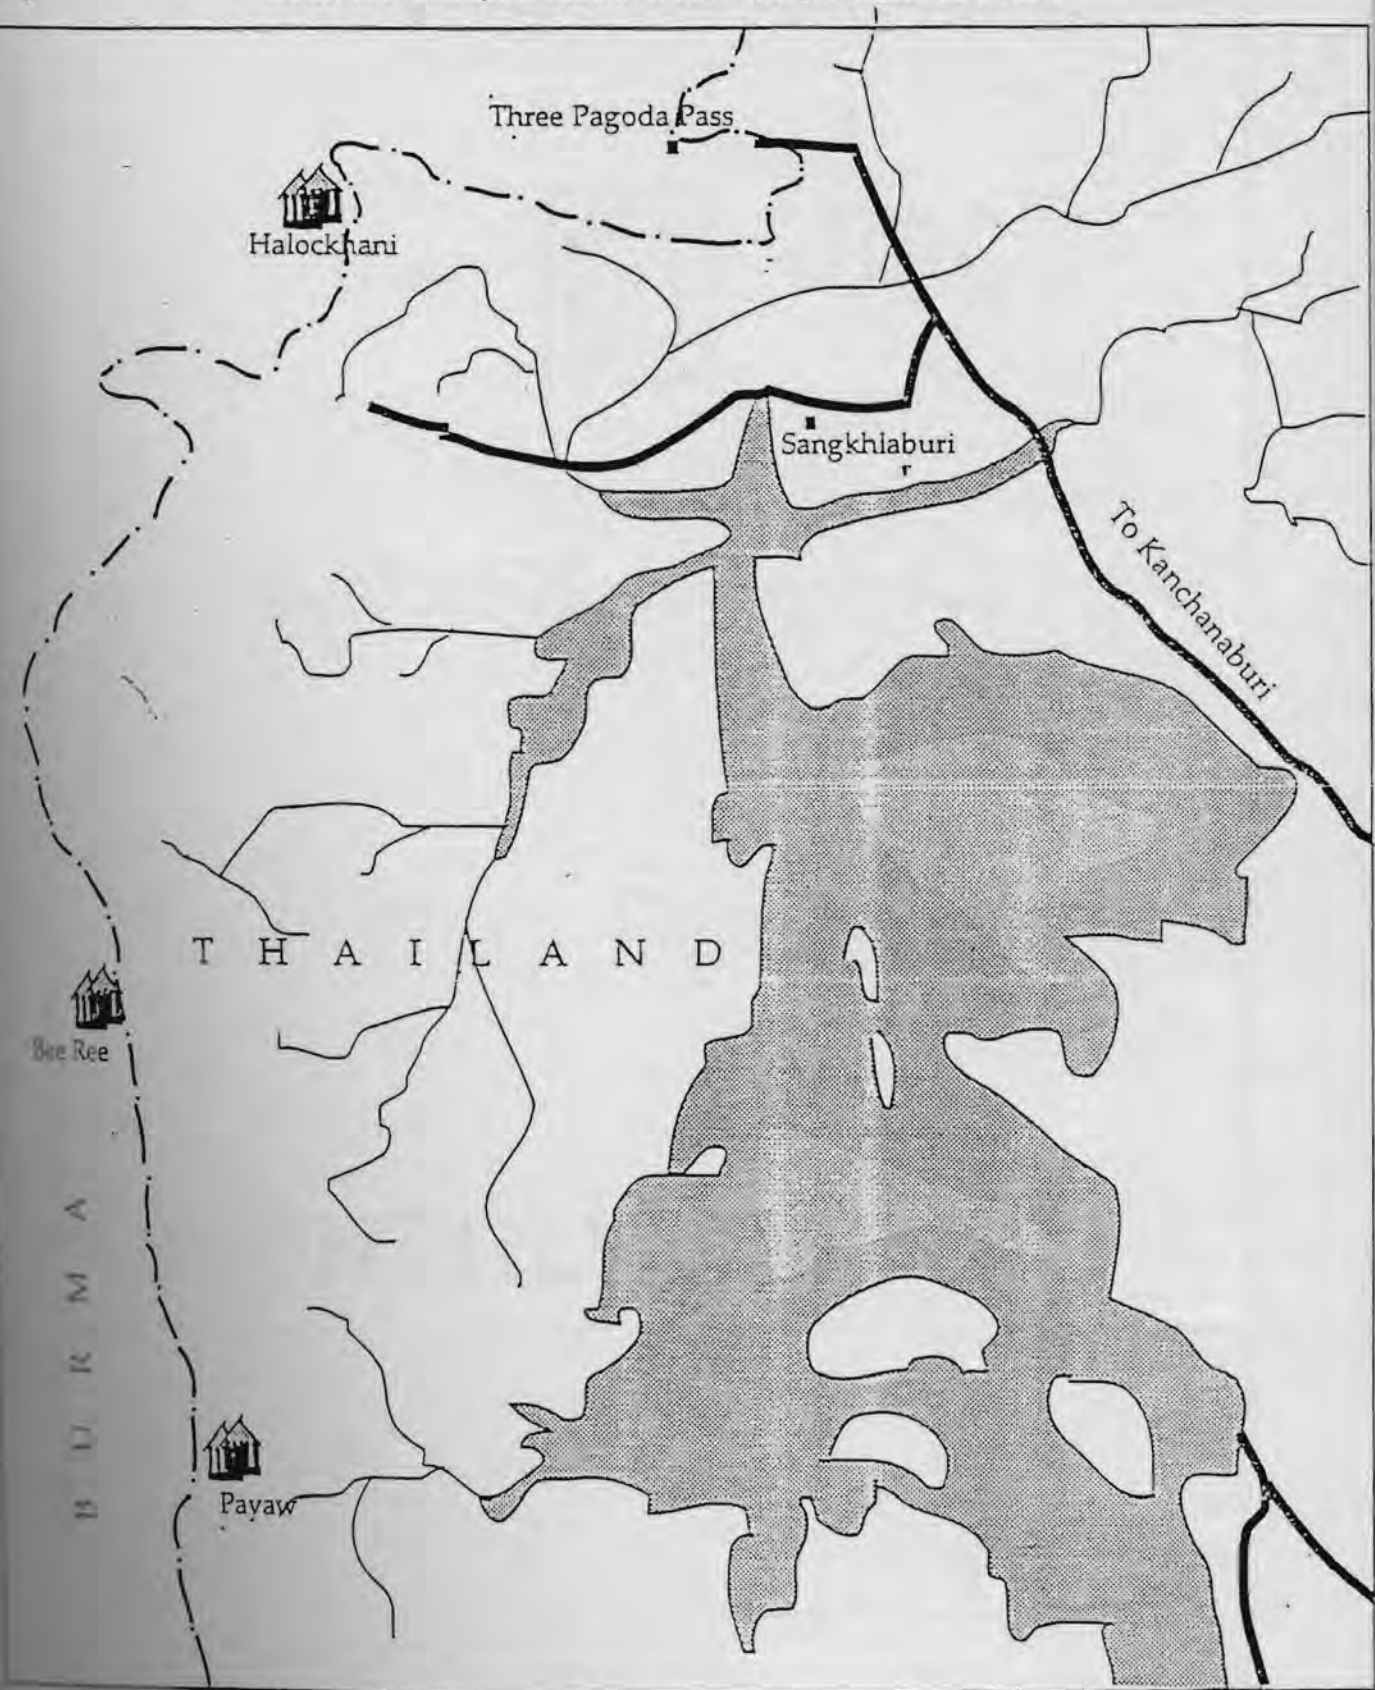 Three Pagoda Pass
Halockhani
Sangkhlaburi
To Kanchanaburi
THAILAND
Bee Ree
BURMA
Payaw